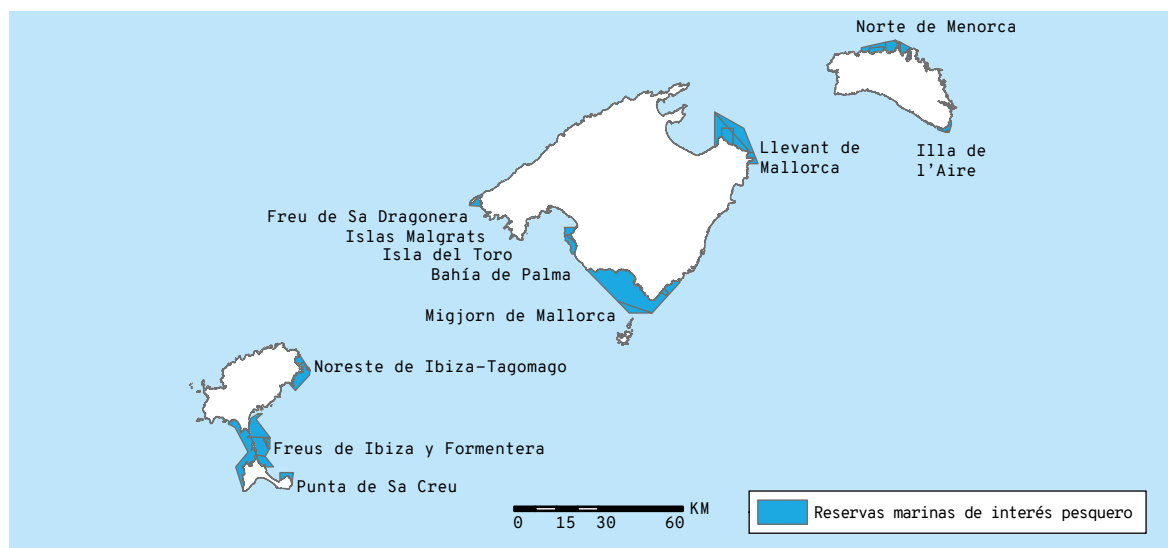 Norte de Menorca
Llevant de
Mallorca
Illa de
l'Aire
Freu de Sa Dragonera
Islas Malgrats
Isla del Toro
Bahía de Palma
Migjorn de Mallorca
Noreste de Ibiza–Tagomago
Freus de Ibiza y Formentera
Punta de Sa Creu
KM
0 15 30 60
Reservas marinas de interés pesquero